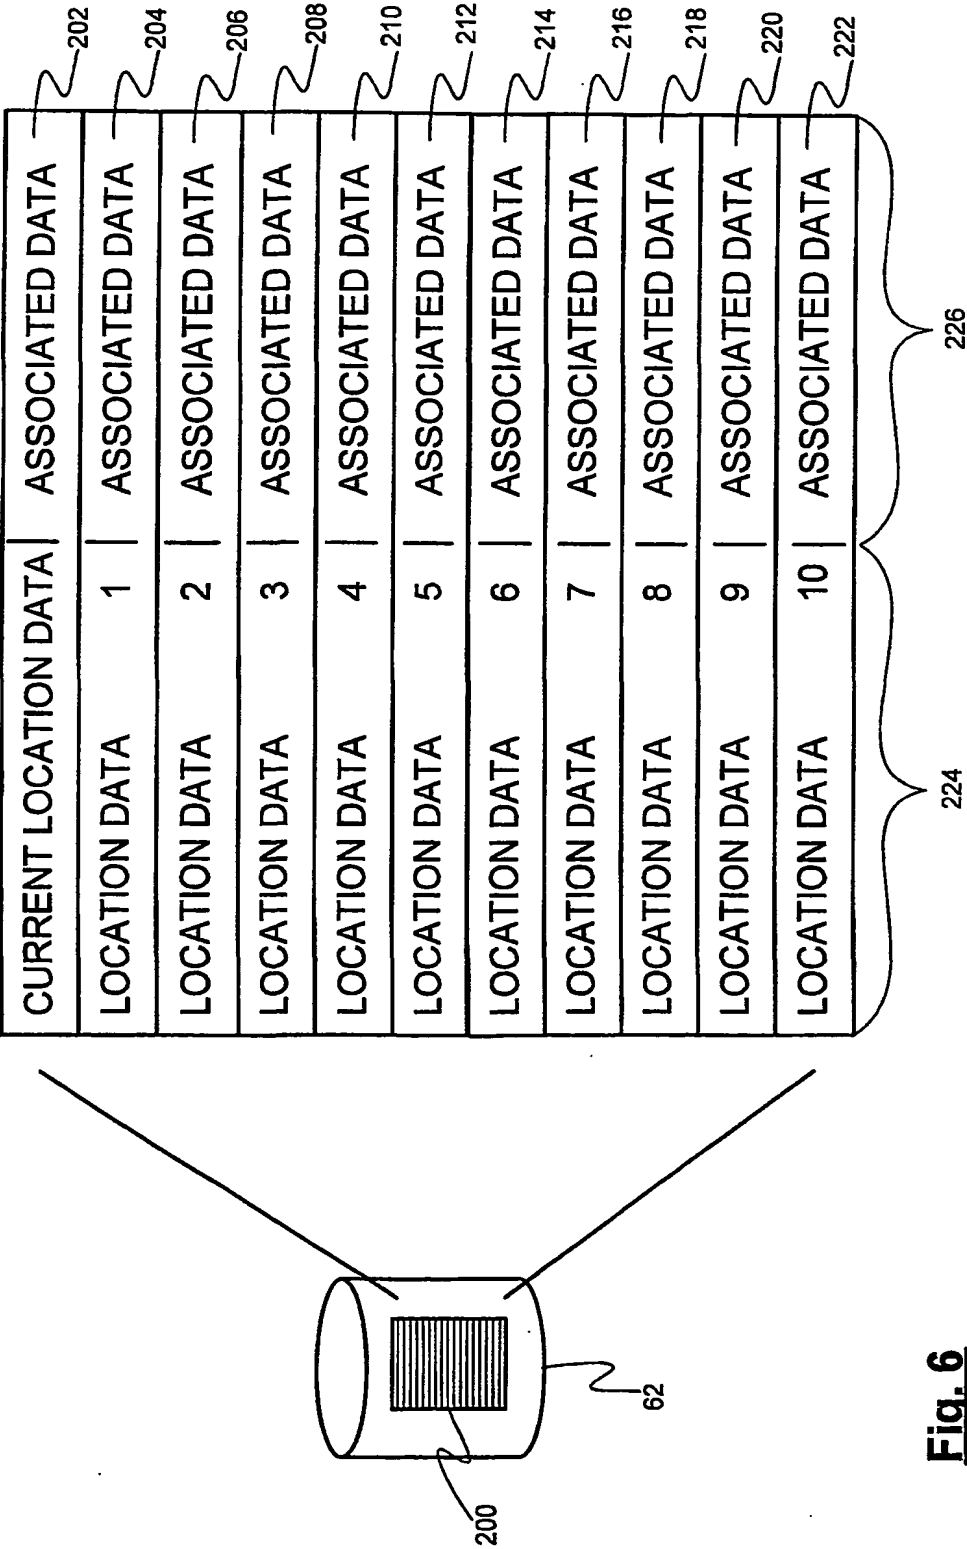 CURRENT LOCATION DATA | ASSOCIATED DATA 202
LOCATION DATA 1 | ASSOCIATED DATA 204
LOCATION DATA 2 | ASSOCIATED DATA 206
LOCATION DATA 3 | ASSOCIATED DATA 208
LOCATION DATA 4 | ASSOCIATED DATA 210
LOCATION DATA 5 | ASSOCIATED DATA 212
LOCATION DATA 6 | ASSOCIATED DATA 214
LOCATION DATA 7 | ASSOCIATED DATA 216
LOCATION DATA 8 | ASSOCIATED DATA 218
LOCATION DATA 9 | ASSOCIATED DATA 220
LOCATION DATA 10 | ASSOCIATED DATA 222
224
226
200
62
Fig. 6